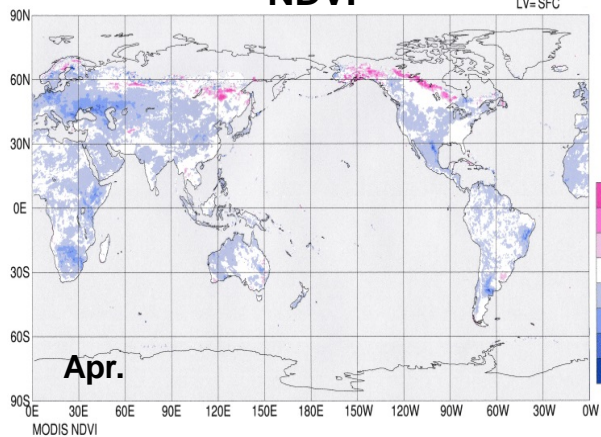 NDVI
LV= SFC
90N
60N
30N
0E
30S
60S
90S
Apr.
0E 30E 60E 90E 120E 150E 180E 150W 120W 90W 60W 30W 0W
MODIS NDVI